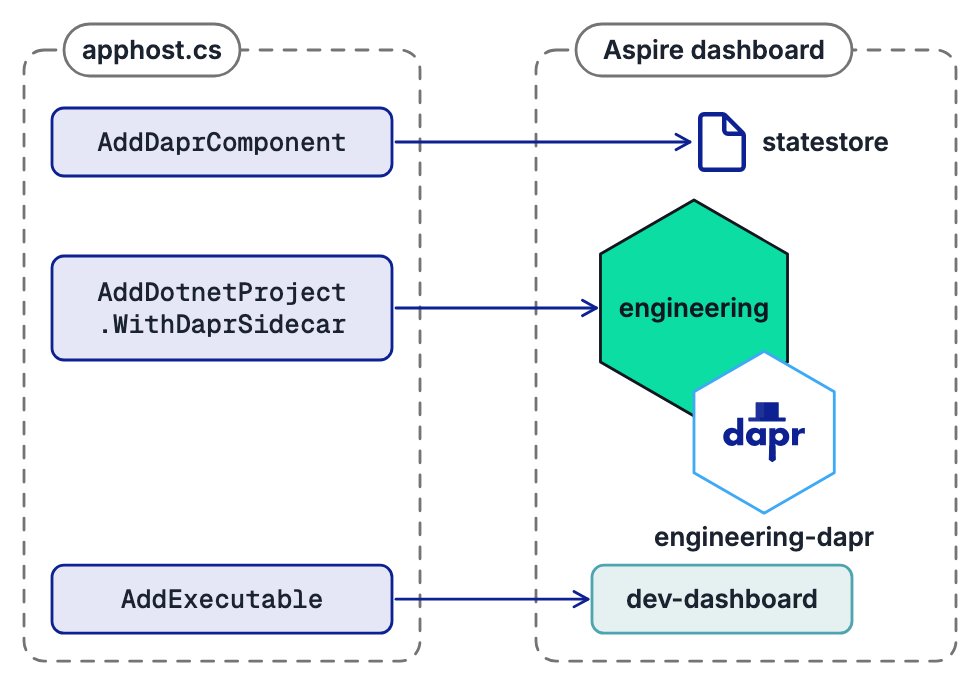 apphost.cs
Aspire dashboard
AddDaprComponent
statestore
AddDotnetProject
.WithDaprSidecar
engineering
dapr
engineering-dapr
AddExecutable
dev-dashboard